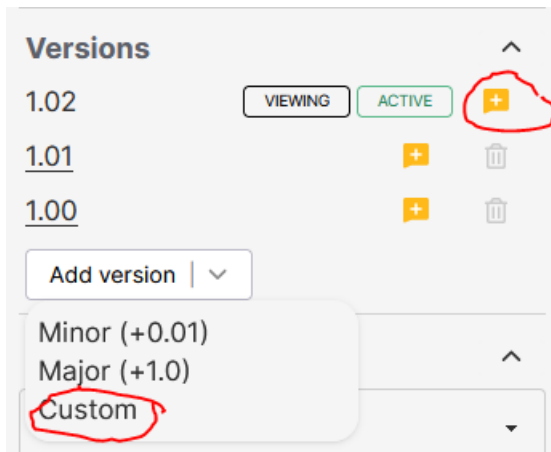 Versions
1.02 VIEWING ACTIVE
1.01
1.00
Add version
Minor (+0.01)
Major (+1.0)
Custom